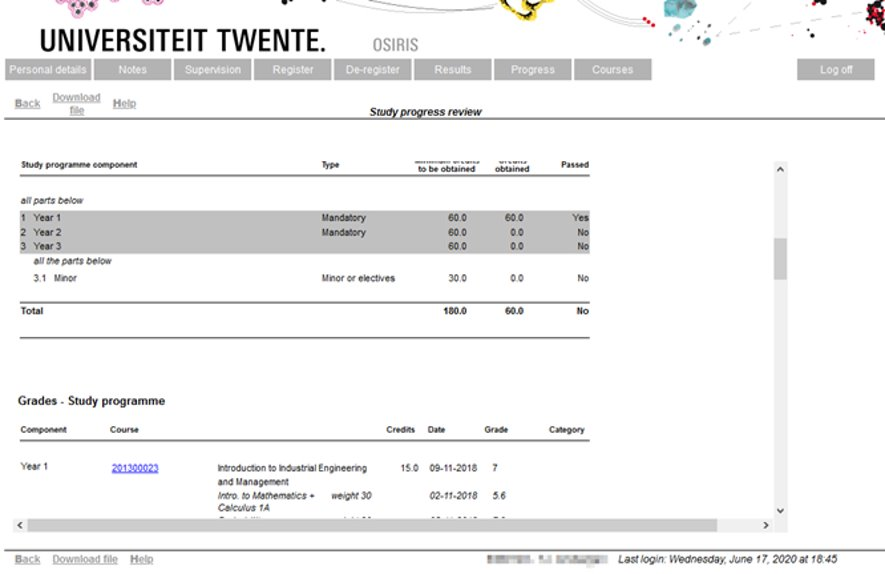 UNIVERSITEIT TWENTE. OSIRIS
Personal details Notes Supervision Register De-register Results Progress Courses Log off
Back Download file Help
Study progress review
Study programme component Type to be obtained obtained Passed
all parts below
1 Year 1 Mandatory 60.0 60.0 Yes
2 Year 2 Mandatory 60.0 0.0 No
3 Year 3 60.0 0.0 No
all the parts below
3.1 Minor Minor or electives 30.0 0.0 No
Total 180.0 60.0 No
Grades - Study programme
Component Course Credits Date Grade Category
Year 1 201300023 Introduction to Industrial Engineering 15.0 09-11-2018 7
and Management
Intro. to Mathematics + weight 30 02-11-2018 5.6
Calculus 1A
Back Download file Help Last login: Wednesday, June 17, 2020 at 18:45